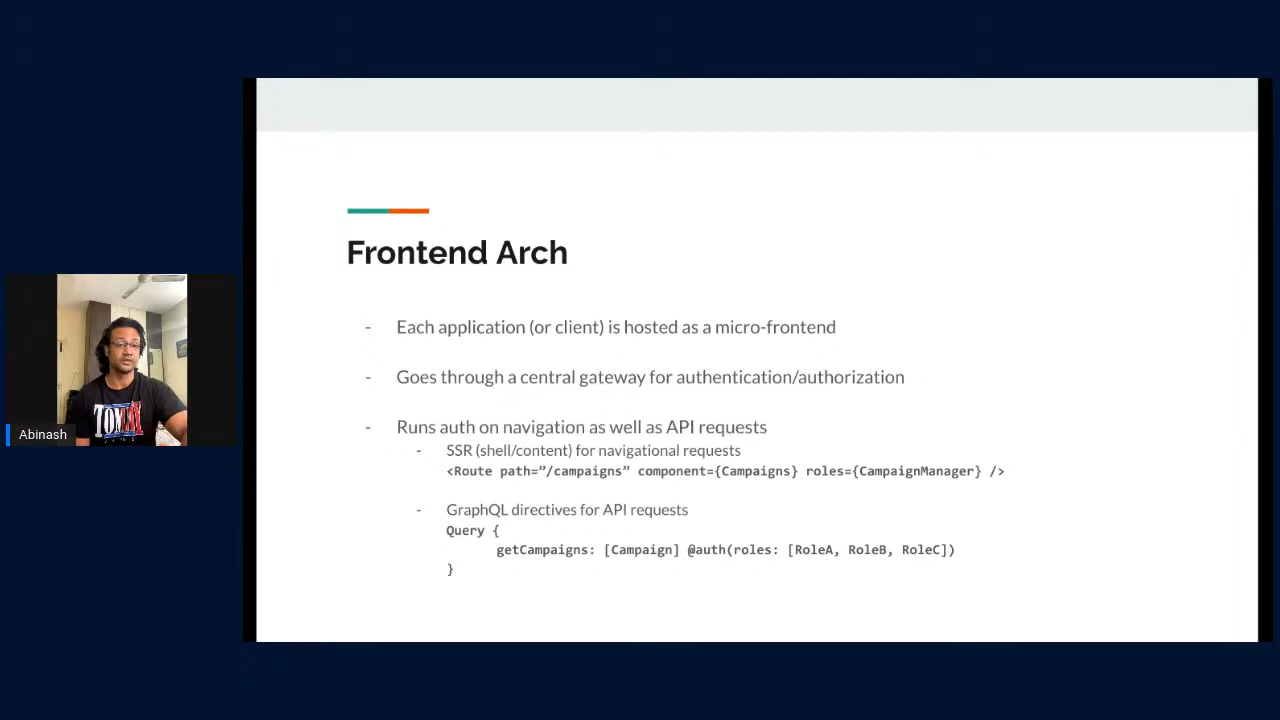 Frontend Arch
- Each application (or client) is hosted as a micro-frontend
- Goes through a central gateway for authentication/authorization
- Runs auth on navigation as well as API requests
- SSR (shell/content) for navigational requests
<Route path=”/campaigns” component={Campaigns} roles={CampaignManager} />
- GraphQL directives for API requests
Query {
getCampaigns: [Campaign] @auth(roles: [RoleA, RoleB, RoleC])
}
Abinash